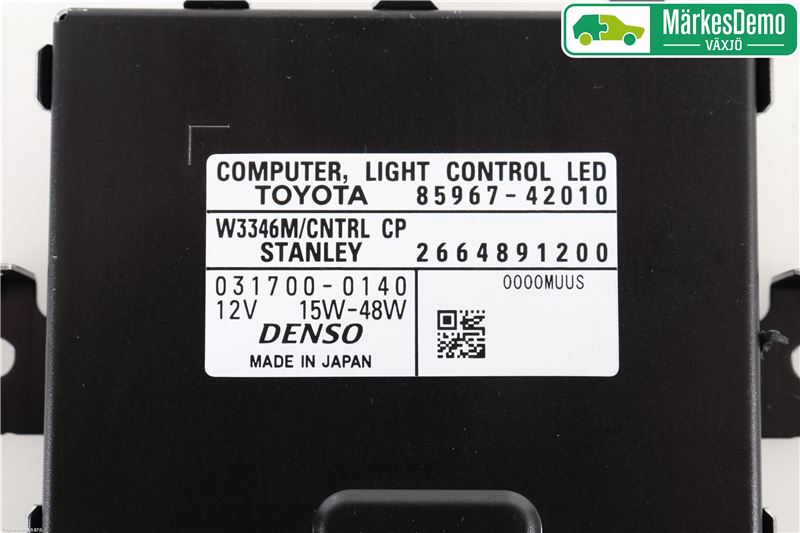 MärkesDemo
VÄXJÖ
COMPUTER, LIGHT CONTROL LED
TOYOTA 85967-42010
W3346M/CNTRL CP
STANLEY 2664891200
031700-0140
12V 15W-48W
DENSO
MADE IN JAPAN
0000MUUS